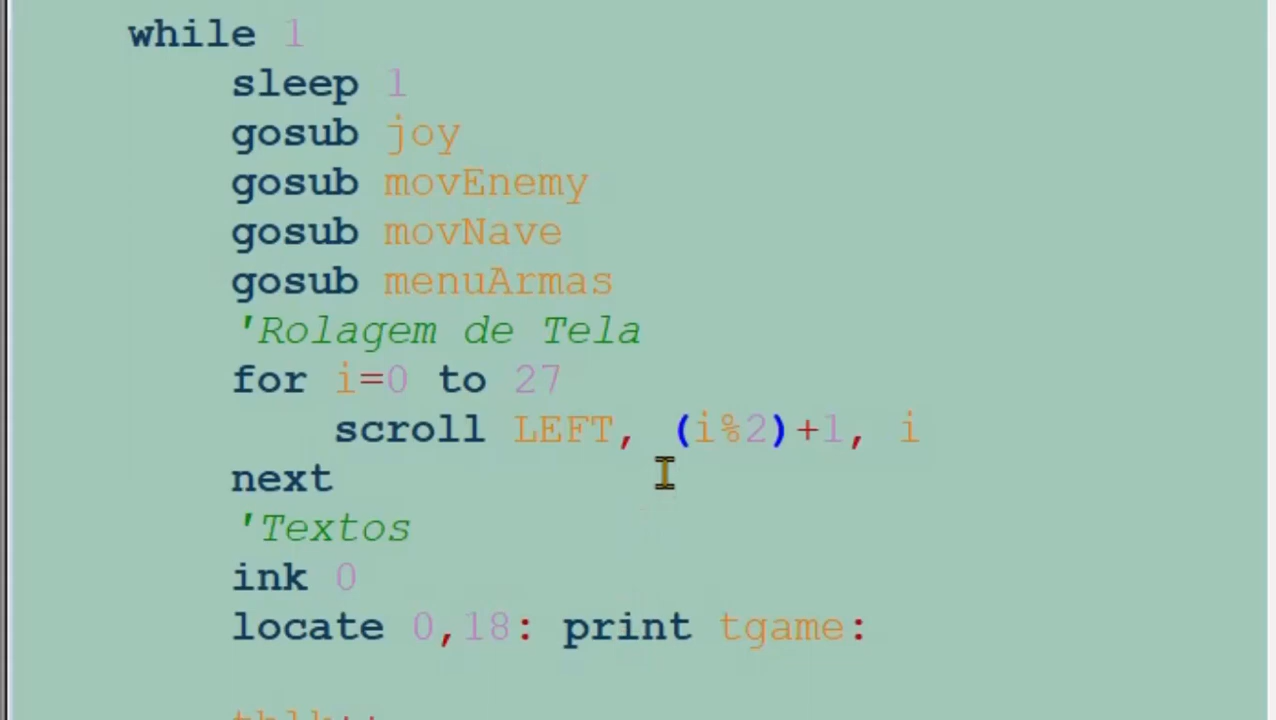 while 1
sleep 1
gosub joy
gosub movEnemy
gosub movNave
gosub menuArmas
'Rolagem de Tela
for i=0 to 27
scroll LEFT, (i%2)+1, i
next
'Textos
ink 0
locate 0,18: print tgame: